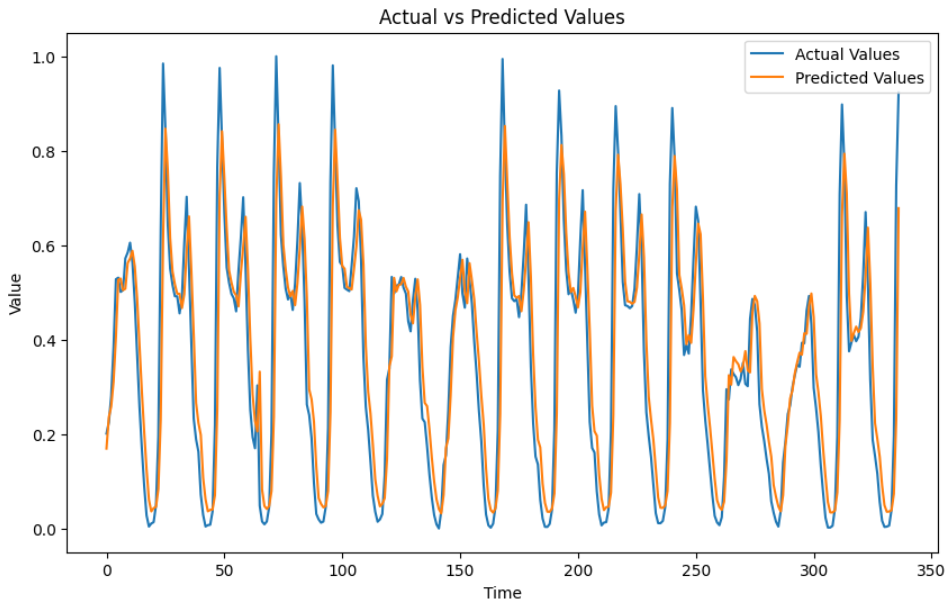 Actual vs Predicted Values
Actual Values
Predicted Values
Value
1.0
0.8
0.6
0.4
0.2
0.0
0
50
100
150
200
250
300
350
Time